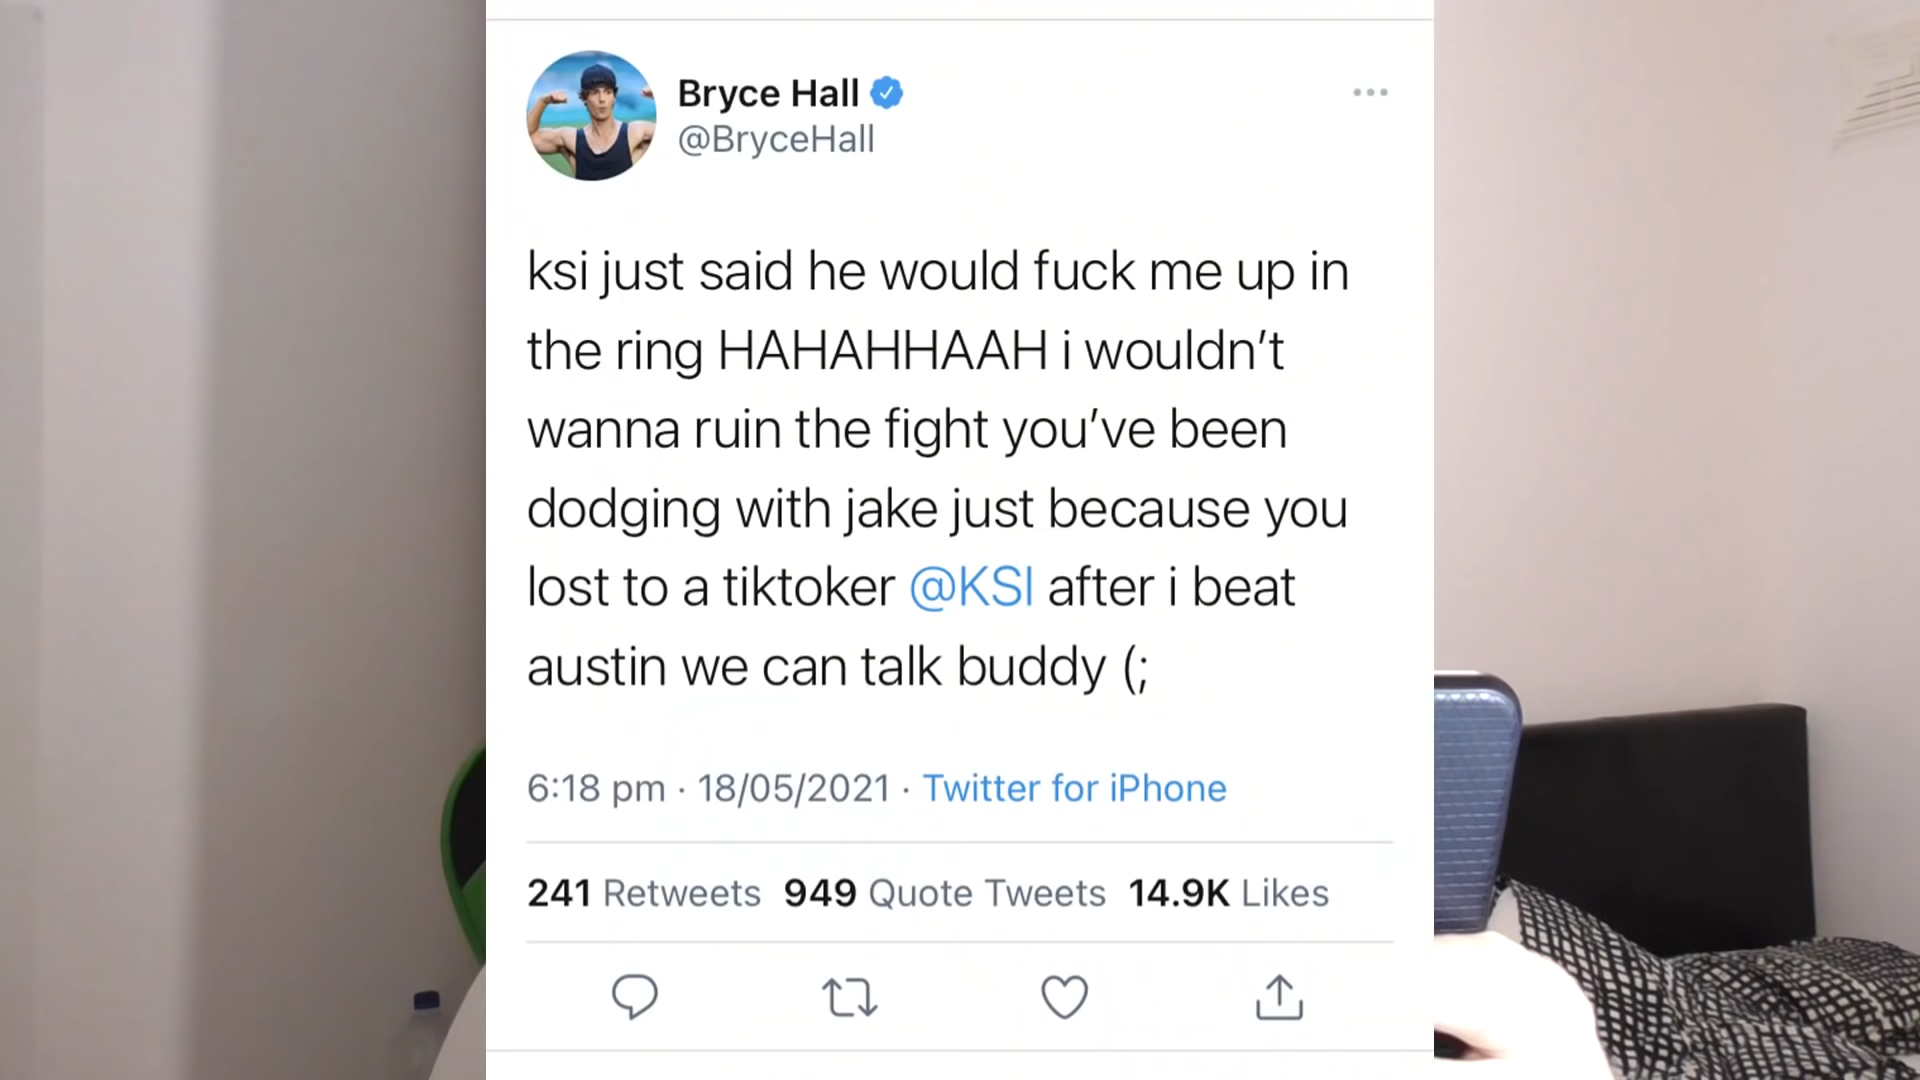 Bryce Hall
@BryceHall
ksi just said he would fuck me up in
the ring HAHAHHAAH i wouldn’t
wanna ruin the fight you’ve been
dodging with jake just because you
lost to a tiktoker @KSI after i beat
austin we can talk buddy (;
6:18 pm · 18/05/2021 · Twitter for iPhone
241 Retweets 949 Quote Tweets 14.9K Likes